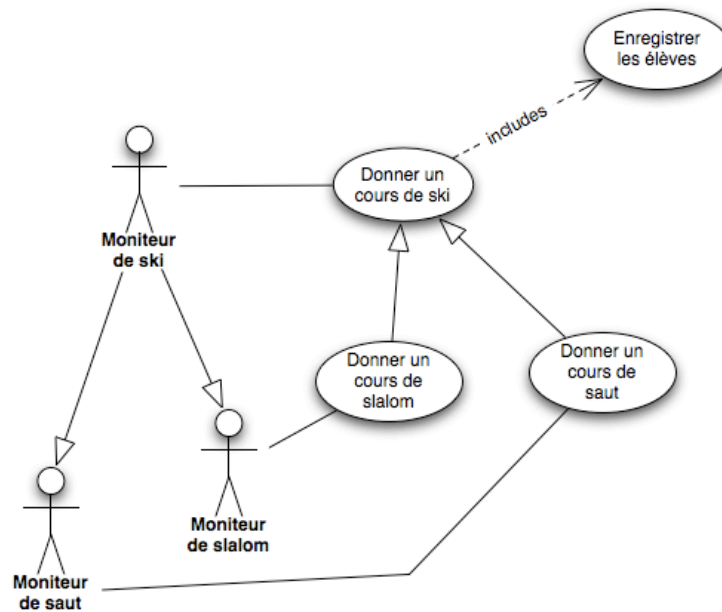 Enregistrer
les élèves
includes
Donner un
cours de ski
Moniteur
de ski
Donner un
cours de
slalom
Donner un
cours de
saut
Moniteur
de slalom
Moniteur
de saut